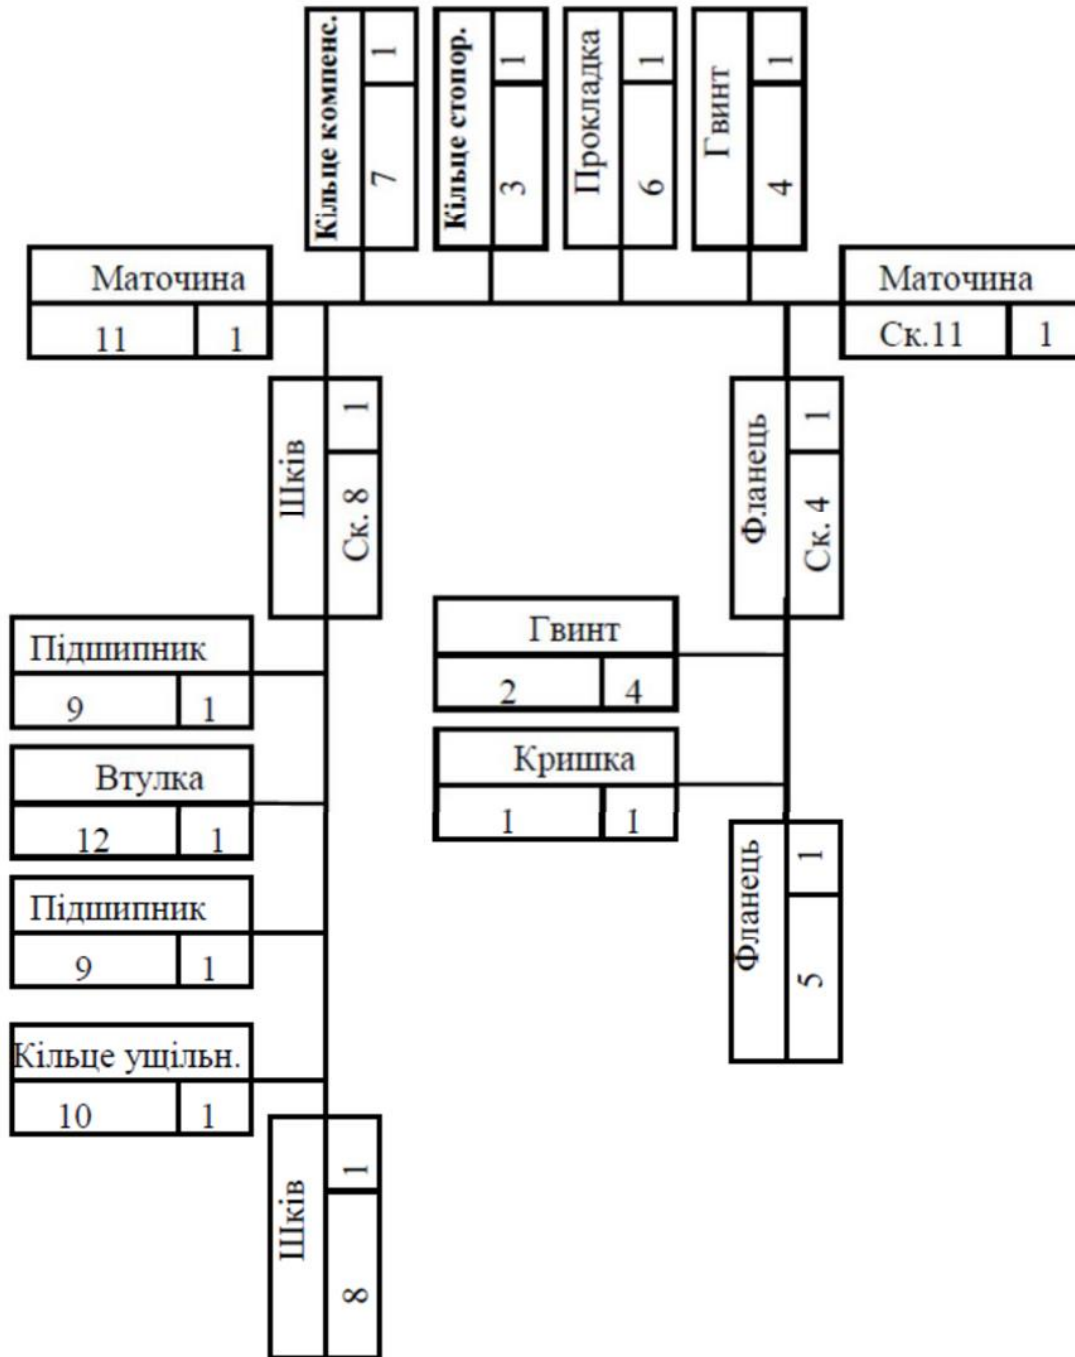 Кільце компенс.
7
1
Кільце стопор.
3
1
Прокладка
6
1
Гвинт
4
1
Маточина
11
1
Маточина
Ск.11
1
Шків
Ск. 8
1
Фланець
Ск. 4
1
Підшипник
9
1
Втулка
12
1
Підшипник
9
1
Кільце ущільн.
10
1
Шків
8
1
Гвинт
2
4
Кришка
1
1
Фланець
5
1